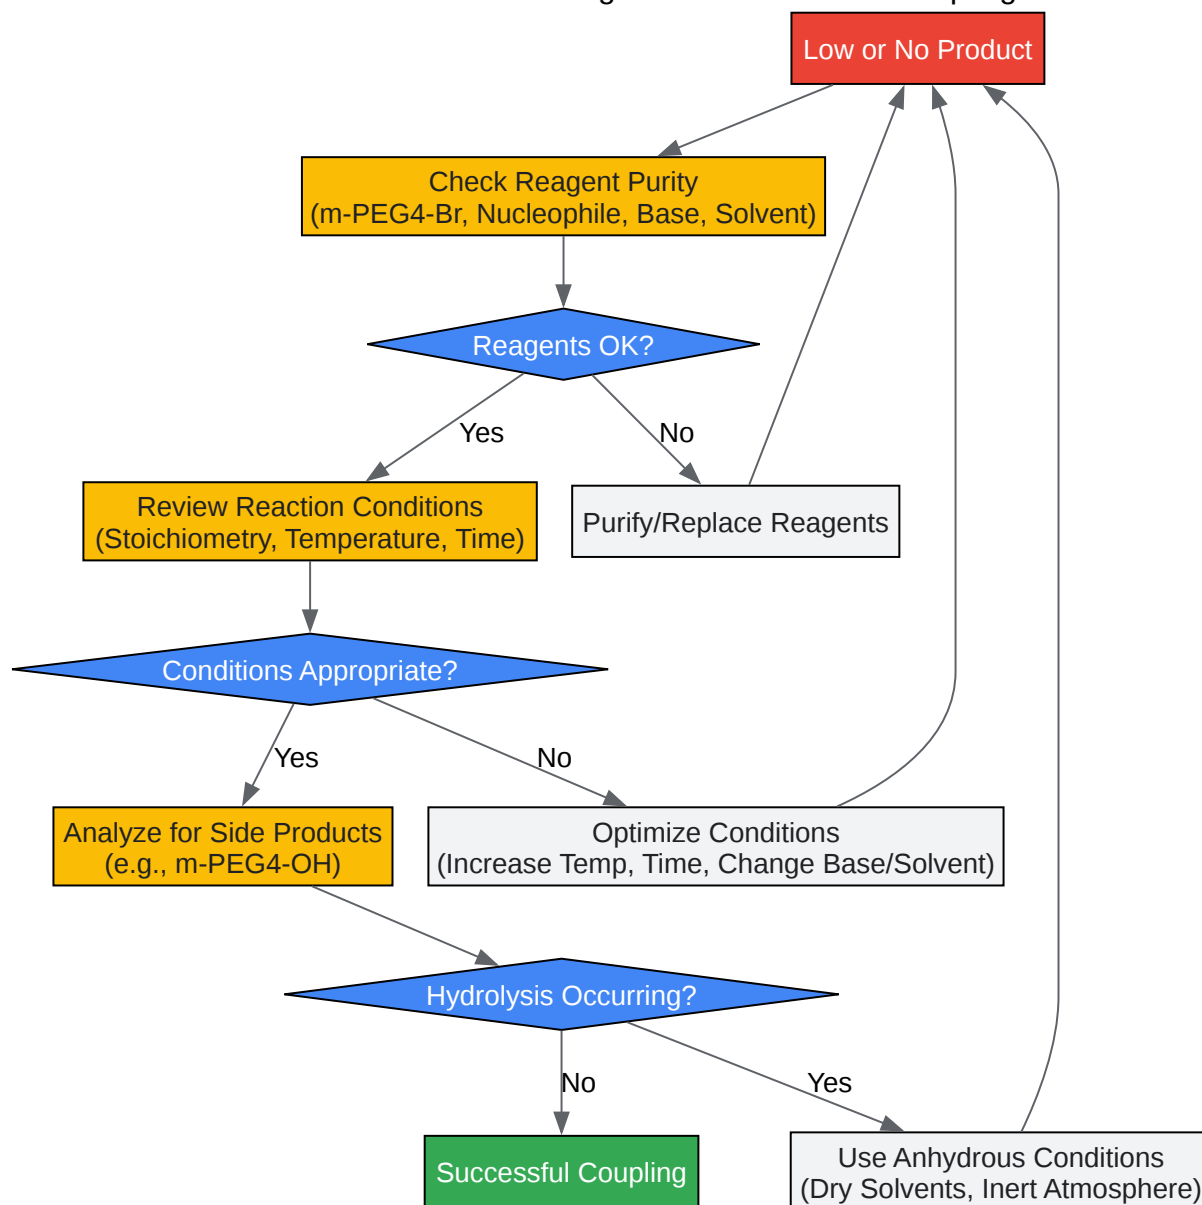 Low or No Product
Check Reagent Purity
(m-PEG4-Br, Nucleophile, Base, Solvent)
Reagents OK?
Yes
No
Review Reaction Conditions
(Stoichiometry, Temperature, Time)
Purify/Replace Reagents
Conditions Appropriate?
Yes
No
Analyze for Side Products
(e.g., m-PEG4-OH)
Optimize Conditions
(Increase Temp, Time, Change Base/Solvent)
Hydrolysis Occurring?
No
Yes
Successful Coupling
Use Anhydrous Conditions
(Dry Solvents, Inert Atmosphere)